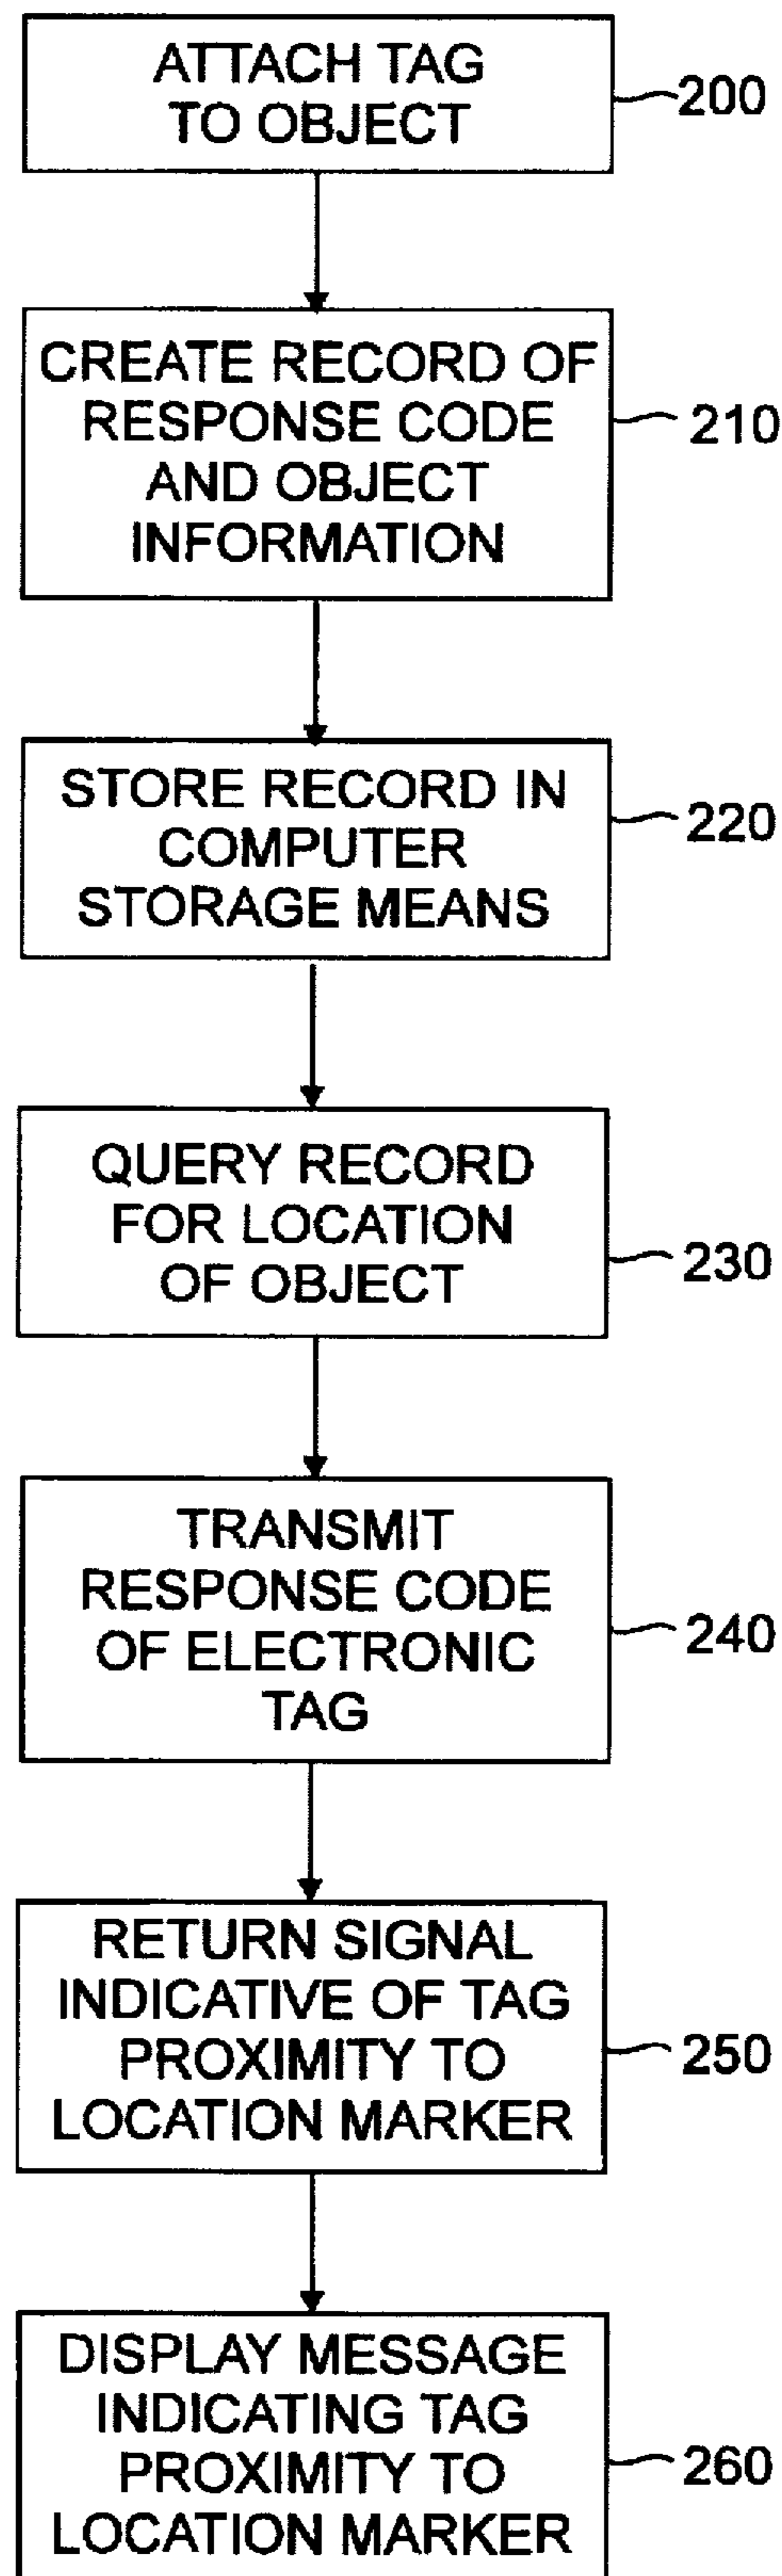 ATTACH TAG
TO OBJECT
200
CREATE RECORD OF
RESPONSE CODE
AND OBJECT
INFORMATION
210
STORE RECORD IN
COMPUTER
STORAGE MEANS
220
QUERY RECORD
FOR LOCATION
OF OBJECT
230
TRANSMIT
RESPONSE CODE
OF ELECTRONIC
TAG
240
RETURN SIGNAL
INDICATIVE OF TAG
PROXIMITY TO
LOCATION MARKER
250
DISPLAY MESSAGE
INDICATING TAG
PROXIMITY TO
LOCATION MARKER
260